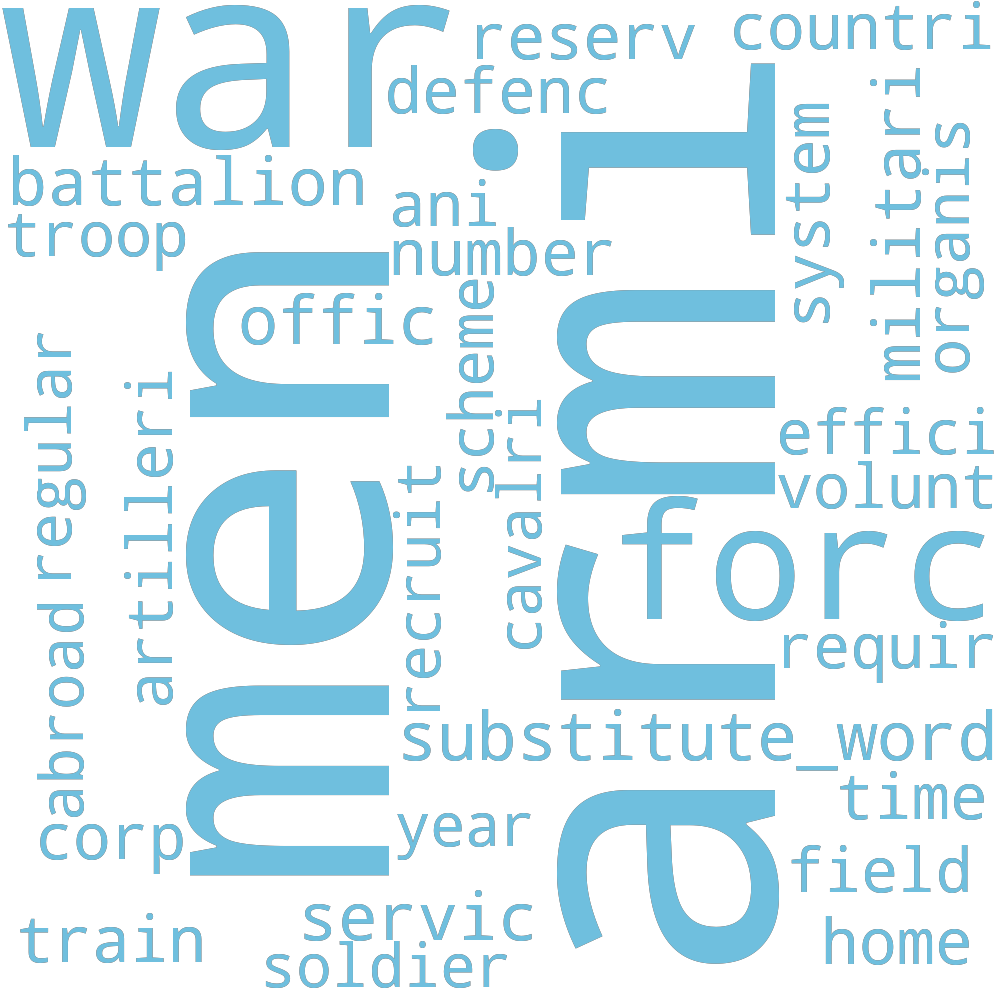 war
reserv
countri
defenc
battalion
troop
ani
number
offic
men
armi
system
militari
organis
scheme
regular
artilleri
cavalri
recruit
effici
volunt
forc
requir
abroad
substitute_word
time
corp
year
field
servic
train
soldier
home